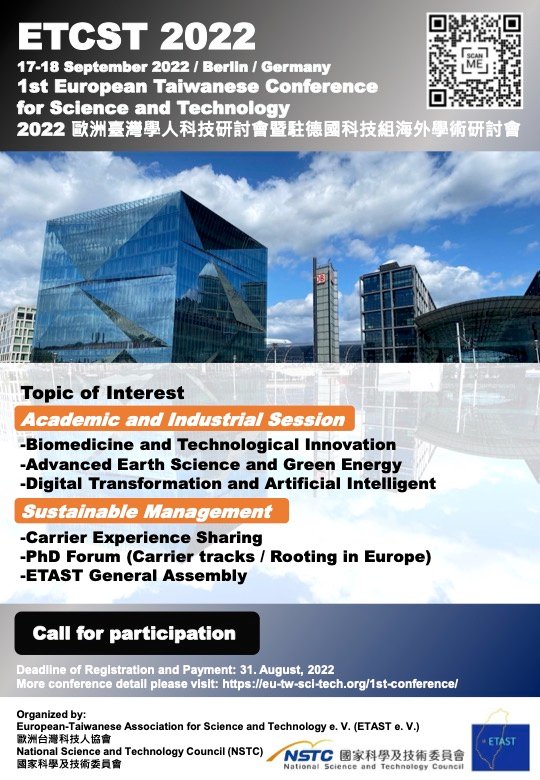 ETCST 2022
17-18 September 2022 / Berlin / Germany
1st European Taiwanese Conference
for Science and Technology
2022 歐洲臺灣學人科技研討會暨駐德國科技組海外學術研討會
SCAN
ME
DB
Topic of Interest
Academic and Industrial Session
-Biomedicine and Technological Innovation
-Advanced Earth Science and Green Energy
-Digital Transformation and Artificial Intelligent
Sustainable Management
-Carrier Experience Sharing
-PhD Forum (Carrier tracks / Rooting in Europe)
-ETAST General Assembly
Call for participation
Deadline of Registration and Payment: 31. August, 2022
More conference detail please visit: https://eu-tw-sci-tech.org/1st-conference/
Organized by:
European-Taiwanese Association for Science and Technology e. V. (ETAST e. V.)
歐洲台灣科技人協會
National Science and Technology Council (NSTC)
國家科學及技術委員會
NSTC 國家科學及技術委員會
National Science and Technology Council
ETAST